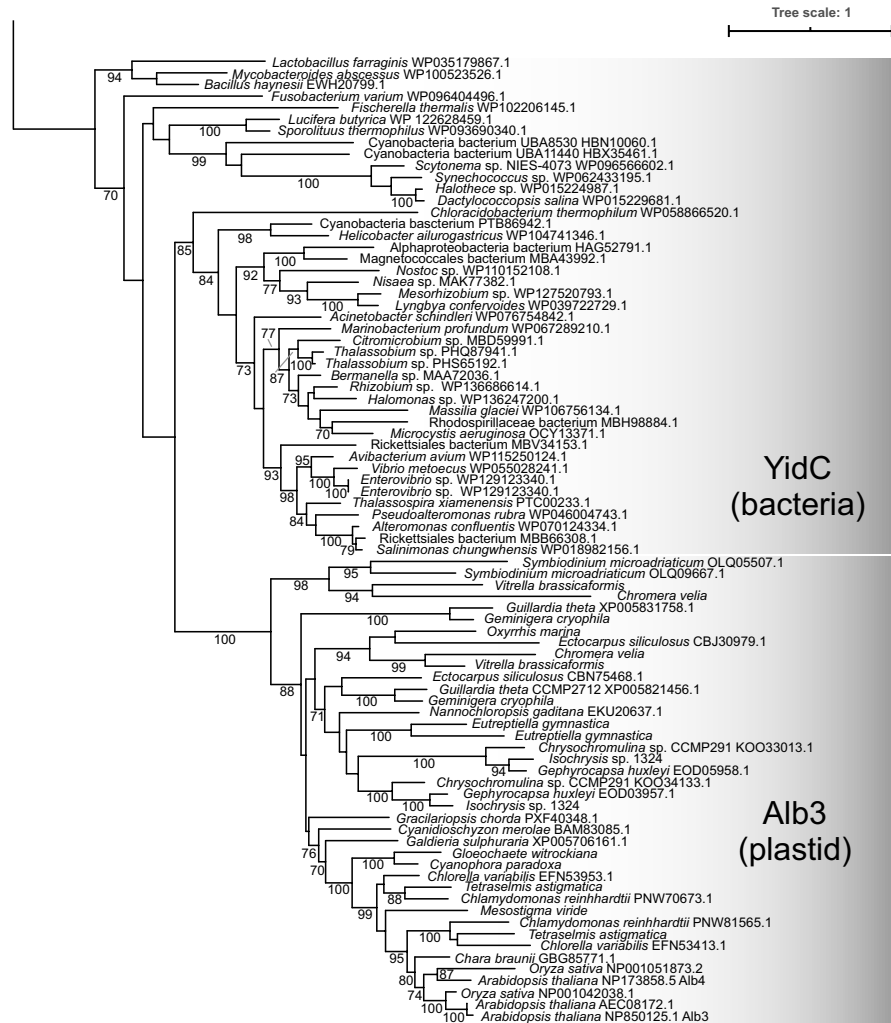 Tree scale: 1
Lactobacillus farraginis WP035179867.1
94
Mycobacteroides abscessus WP100523526.1
Bacillus haynesii EWH20799.1
Fusobacterium varium WP096404496.1
Fischerella thermalis WP102206145.1
Lucifera butyrica WP 122628459.1
100
Sporolituus thermophilus WP093690340.1
Cyanobacteria bacterium UBA8530 HBN10060.1
99
Cyanobacteria bacterium UBA11440 HBX35461.1
Scytonema sp. NIES-4073 WP096566602.1
100
Synechococcus sp. WP062433195.1
70
Halothece sp. WP015224987.1
100
Dactylococcopsis salina WP015229681.1
Chloracidobacterium thermophilum WP058866520.1
Cyanobacteria bascterium PTB86942.1
98
Helicobacter ailurogastricus WP104741346.1
85
Alphaproteobacteria bacterium HAG52791.1
100
Magnetococcales bacterium MBA43992.1
84
92
Nostoc sp. WP110152108.1
77
Nisaea sp. MAK77382.1
93
Mesorhizobium sp. WP127520793.1
100
Lyngbya confervoides WP039722729.1
Acinetobacter schindleri WP076754842.1
Marinobacterium profundum WP067289210.1
77
Citromicrobium sp. MBD59991.1
Thalassobium sp. PHQ87941.1
100
Thalassobium sp. PHS65192.1
73
87
Bermanella sp. MAA72036.1
Rhizobium sp. WP136686614.1
73
Halomonas sp. WP136247200.1
Massilia glaciei WP106756134.1
Rhodospirillaceae bacterium MBH98884.1
70
Microcystis aeruginosa OCY13371.1
Rickettsiales bacterium MBV34153.1
95
Avibacterium avium WP115250124.1
93
Vibrio metoecus WP055028241.1
100
Enterovibrio sp. WP129123340.1
100
Enterovibrio sp. WP129123340.1
98
Thalassospira xiamenensis PTC00233.1
Pseudoalteromonas rubra WP046004743.1
84
Alteromonas confluentis WP070124334.1
100
Rickettsiales bacterium MBB66308.1
79
Salinimonas chungwhensis WP018982156.1
YidC
(bacteria)
Symbiodinium microadriaticum OLQ05507.1
95
Symbiodinium microadriaticum OLQ09667.1
98
Vitrella brassicaformis
94
Chromera velia
Guillardia theta XP005831758.1
100
Geminigera cryophila
Oxyrrhis marina
100
Ectocarpus siliculosus CBJ30979.1
94
Chromera velia
99
Vitrella brassicaformis
Ectocarpus siliculosus CBN75468.1
88
Guillardia theta CCMP2712 XP005821456.1
100
Geminigera cryophila
71
Nannochloropsis gaditana EKU20637.1
Eutreptiella gymnastica
100
Eutreptiella gymnastica
Chrysochromulina sp. CCMP291 KOO33013.1
100
Isochrysis sp. 1324
94
Gephyrocapsa huxleyi EOD05958.1
Chrysochromulina sp. CCMP291 KOO34133.1
100
Gephyrocapsa huxleyi EOD03957.1
100
Isochrysis sp. 1324
Gracilariopsis chorda PXF40348.1
Cyanidioschyzon merolae BAM83085.1
76
Galdieria sulphuraria XP005706161.1
70
Gloeochaete witrockiana
100
Cyanophora paradoxa
100
Chlorella variabilis EFN53953.1
Tetraselmis astigmatica
88
Chlamydomonas reinhhardtii PNW70673.1
99
Mesostigma viride
Chlamydomonas reinhhardtii PNW81565.1
100
Tetraselmis astigmatica
Chlorella variabilis EFN53413.1
95
Chara braunii GBG85771.1
Oryza sativa NP001051873.2
87
80
Arabidopsis thaliana NP173858.5 Alb4
74
Oryza sativa NP001042038.1
100
Arabidopsis thaliana AEC08172.1
100
Arabidopsis thaliana NP850125.1 Alb3
Alb3
(plastid)